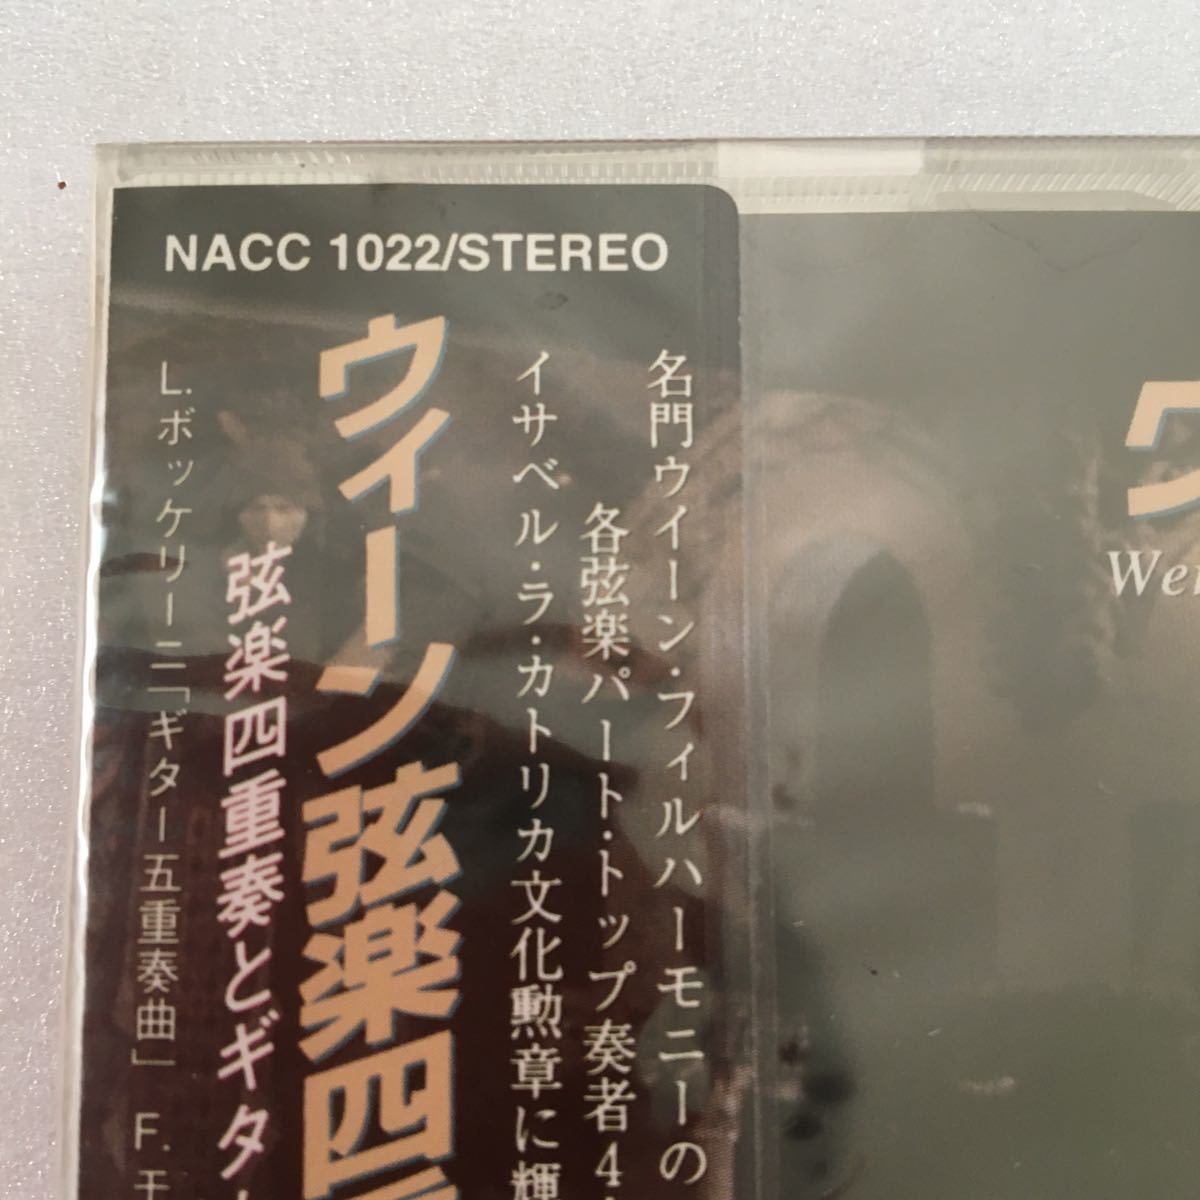 NACC 1022/STEREO
名門ウイーン・フィルハーモニーの
各弦楽パート・トップ奏者4
イサベル・ラ・カトリカ文化勲章に輝
ウィーン弦楽四
弦楽四重奏とギタ
L.ボッケリーニ「ギター五重奏曲」 F.モ
ウ
Wer